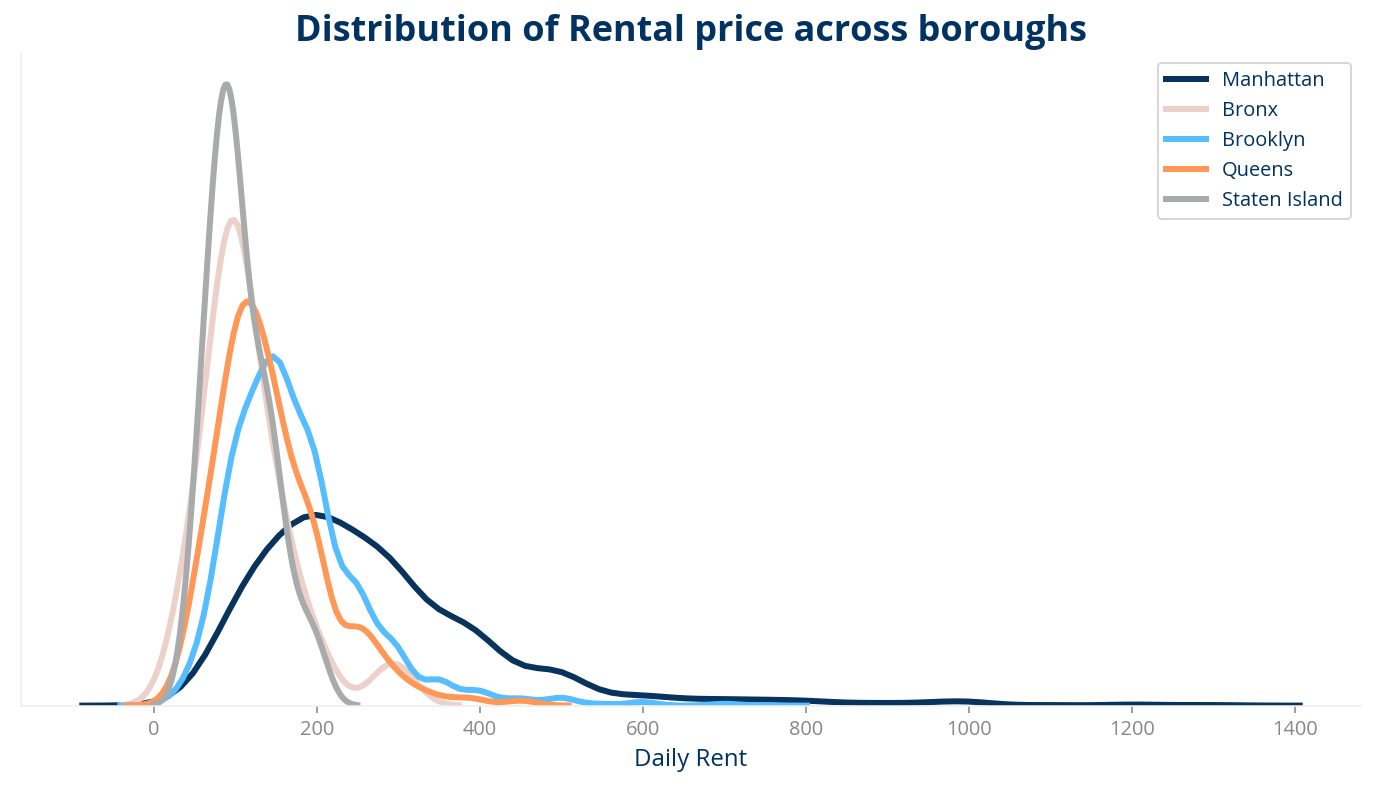 Distribution of Rental price across boroughs
Manhattan
Bronx
Brooklyn
Queens
Staten Island
0 200 400 600 800 1000 1200 1400
Daily Rent